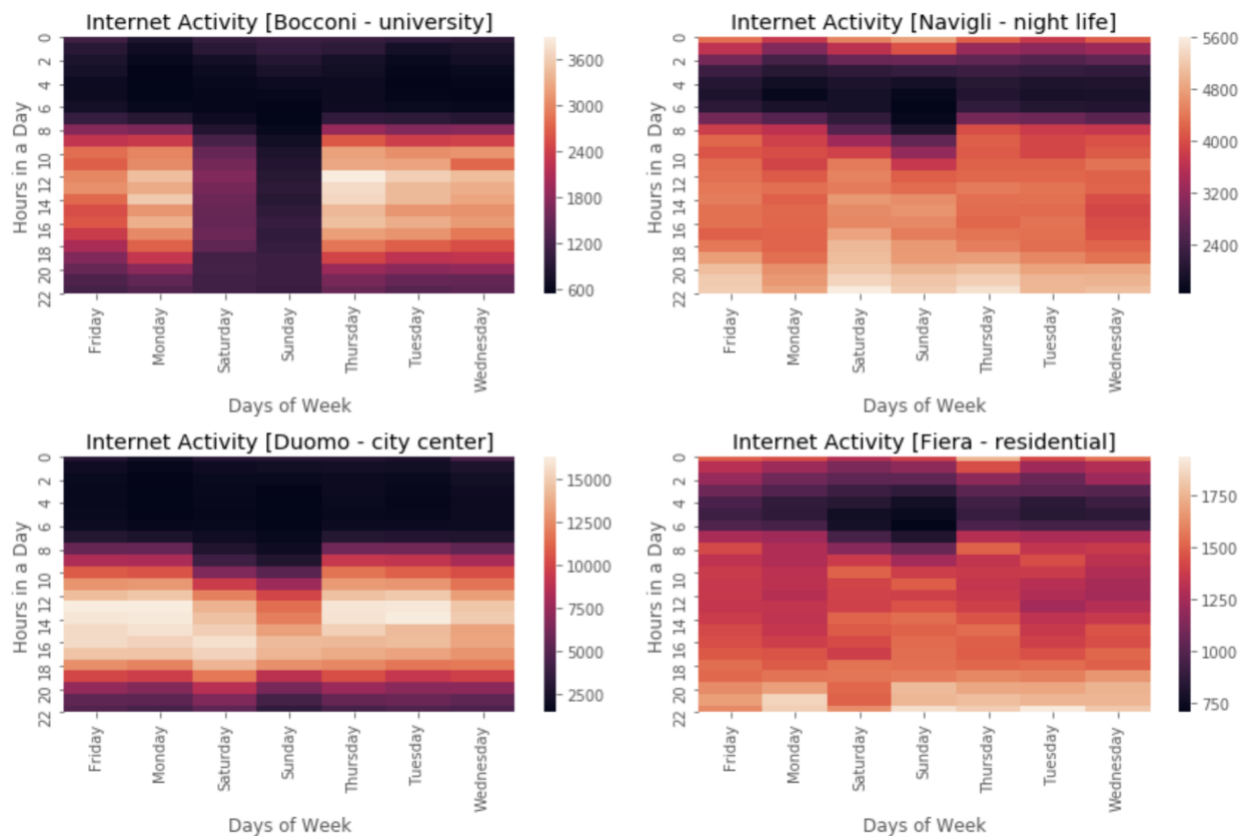 Internet Activity [Bocconi - university]
Hours in a Day
0
2
4
6
8
10
12
14
16
18
20
22
3600
3000
2400
1800
1200
600
Friday
Monday
Saturday
Sunday
Thursday
Tuesday
Wednesday
Days of Week
Internet Activity [Navigli - night life]
Hours in a Day
0
2
4
6
8
10
12
14
16
18
20
22
5600
4800
4000
3200
2400
Friday
Monday
Saturday
Sunday
Thursday
Tuesday
Wednesday
Days of Week
Internet Activity [Duomo - city center]
Hours in a Day
0
2
4
6
8
10
12
14
16
18
20
22
15000
12500
10000
7500
5000
2500
Friday
Monday
Saturday
Sunday
Thursday
Tuesday
Wednesday
Days of Week
Internet Activity [Fiera - residential]
Hours in a Day
0
2
4
6
8
10
12
14
16
18
20
22
1750
1500
1250
1000
750
Friday
Monday
Saturday
Sunday
Thursday
Tuesday
Wednesday
Days of Week